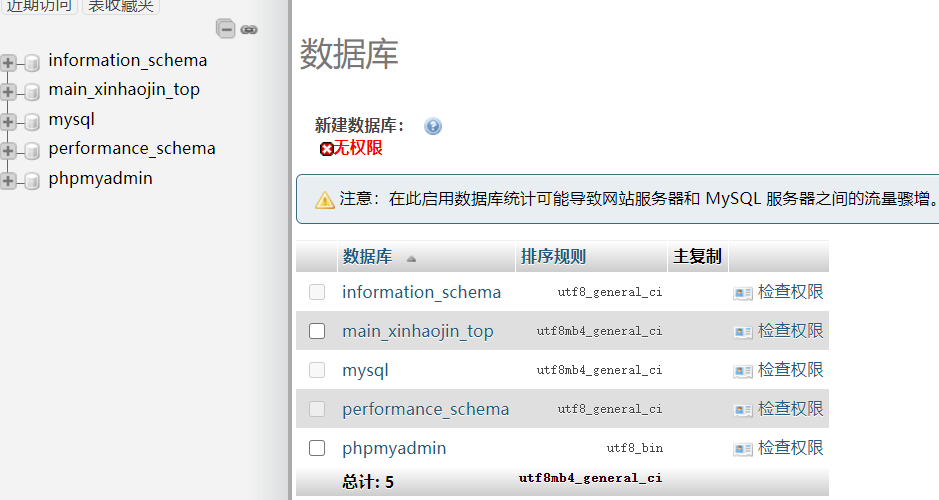 近期访问 表收藏夹
information_schema
main_xinhaojin_top
mysql
performance_schema
phpmyadmin
数据库
新建数据库：
无权限
注意：在此启用数据库统计可能导致网站服务器和 MySQL 服务器之间的流量骤增。
数据库 排序规则 主复制
information_schema utf8_general_ci 检查权限
main_xinhaojin_top utf8mb4_general_ci 检查权限
mysql utf8mb4_general_ci 检查权限
performance_schema utf8_general_ci 检查权限
phpmyadmin utf8_bin 检查权限
总计: 5 utf8mb4_general_ci